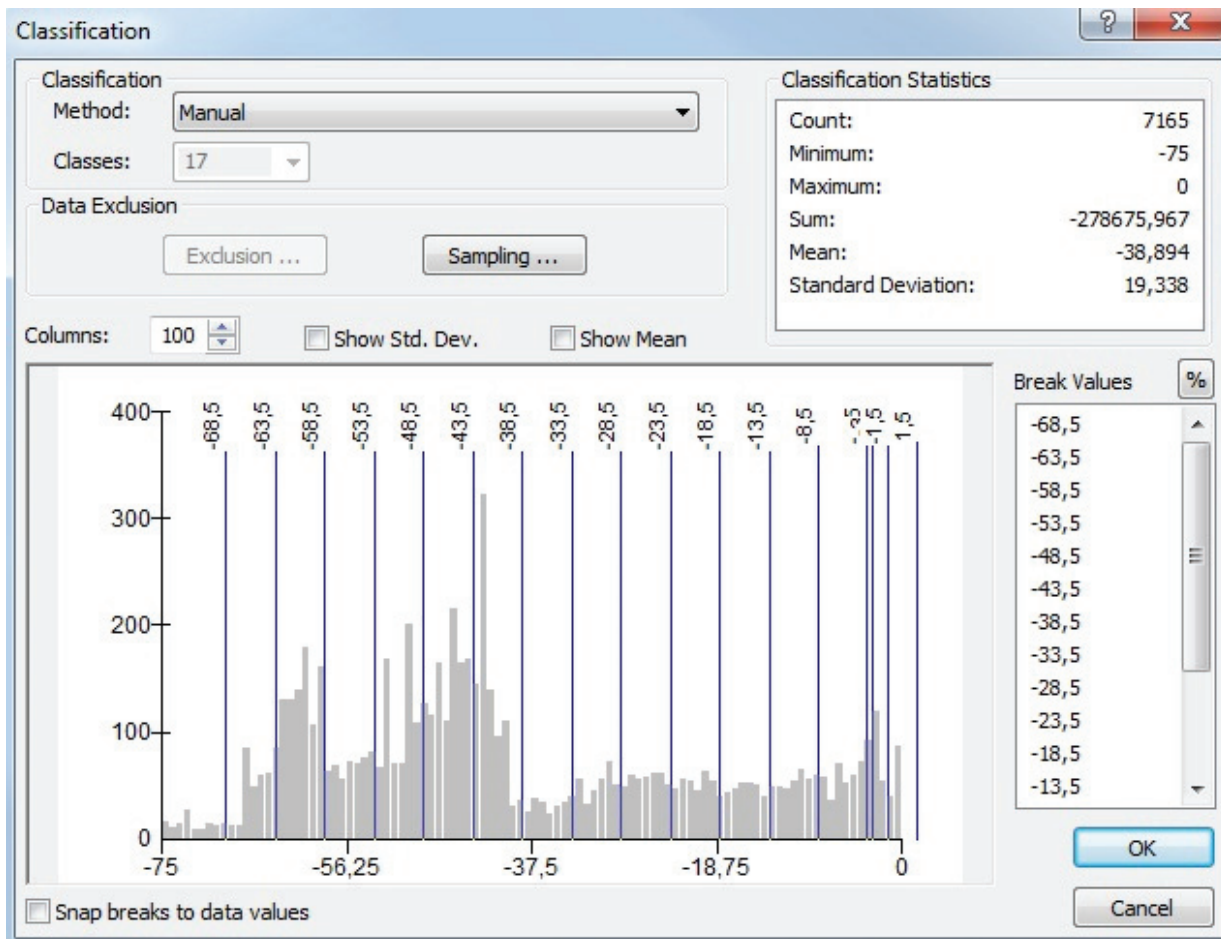 Classification
?
X
Classification
Method: Manual
Classes: 17
Data Exclusion
Exclusion ...
Sampling ...
Classification Statistics
Count: 7165
Minimum: -75
Maximum: 0
Sum: -278675,967
Mean: -38,894
Standard Deviation: 19,338
Columns: 100
Show Std. Dev.
Show Mean
Break Values
%
-68,5
-63,5
-58,5
-53,5
-48,5
-43,5
-38,5
-33,5
-28,5
-23,5
-18,5
-13,5
400
300
200
100
0
-68,5
-63,5
-58,5
-53,5
-48,5
-43,5
-38,5
-33,5
-28,5
-23,5
-18,5
-13,5
-8,5
-1,5
1,5
-75
-56,25
-37,5
-18,75
0
Snap breaks to data values
OK
Cancel